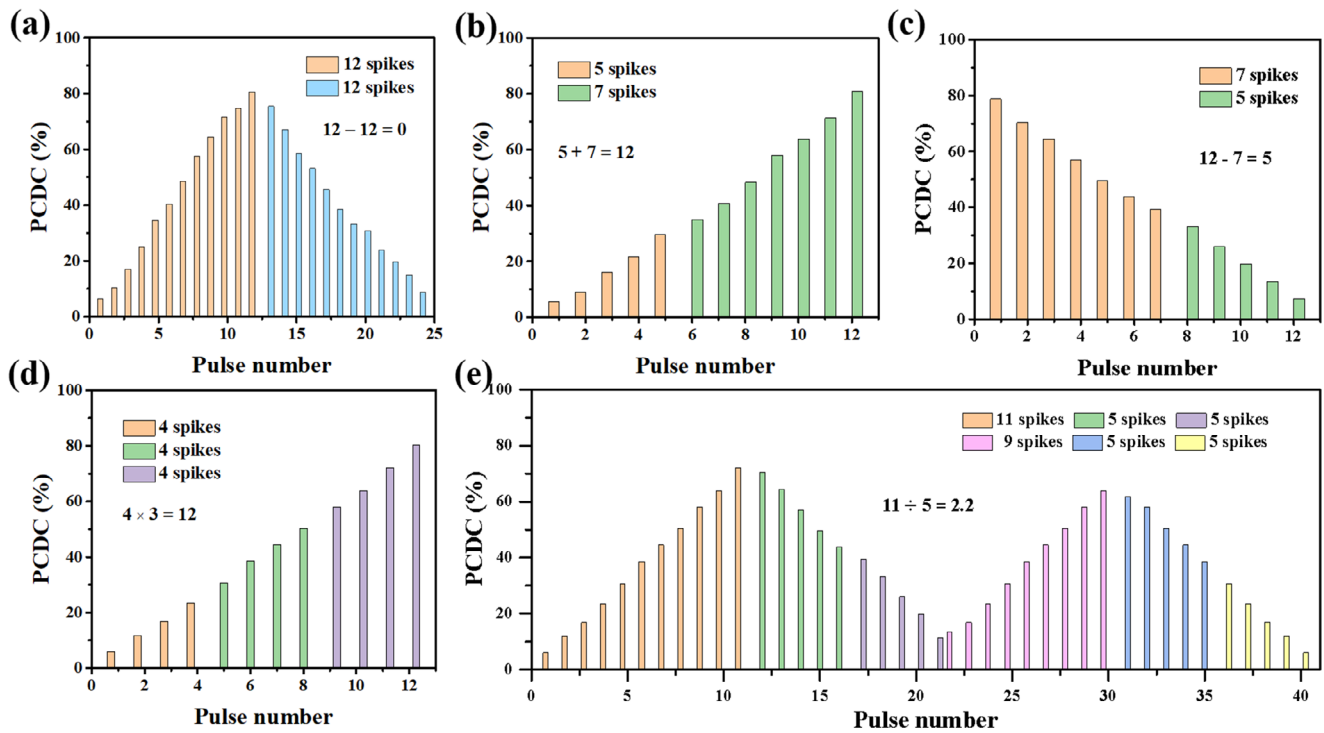 (a)
100
80
60
40
20
0
PCDC (%)
12 spikes
12 spikes
12 – 12 = 0
0 5 10 15 20 25
Pulse number
(b)
100
80
60
40
20
0
PCDC (%)
5 spikes
7 spikes
5 + 7 = 12
0 2 4 6 8 10 12
Pulse number
(c)
100
80
60
40
20
0
PCDC (%)
7 spikes
5 spikes
12 - 7 = 5
0 2 4 6 8 10 12
Pulse number
(d)
100
80
60
40
20
0
PCDC (%)
4 spikes
4 spikes
4 spikes
4 × 3 = 12
0 2 4 6 8 10 12
Pulse number
(e)
100
80
60
40
20
0
PCDC (%)
11 spikes 5 spikes 5 spikes
9 spikes 5 spikes 5 spikes
11 ÷ 5 = 2.2
0 5 10 15 20 25 30 35 40
Pulse number